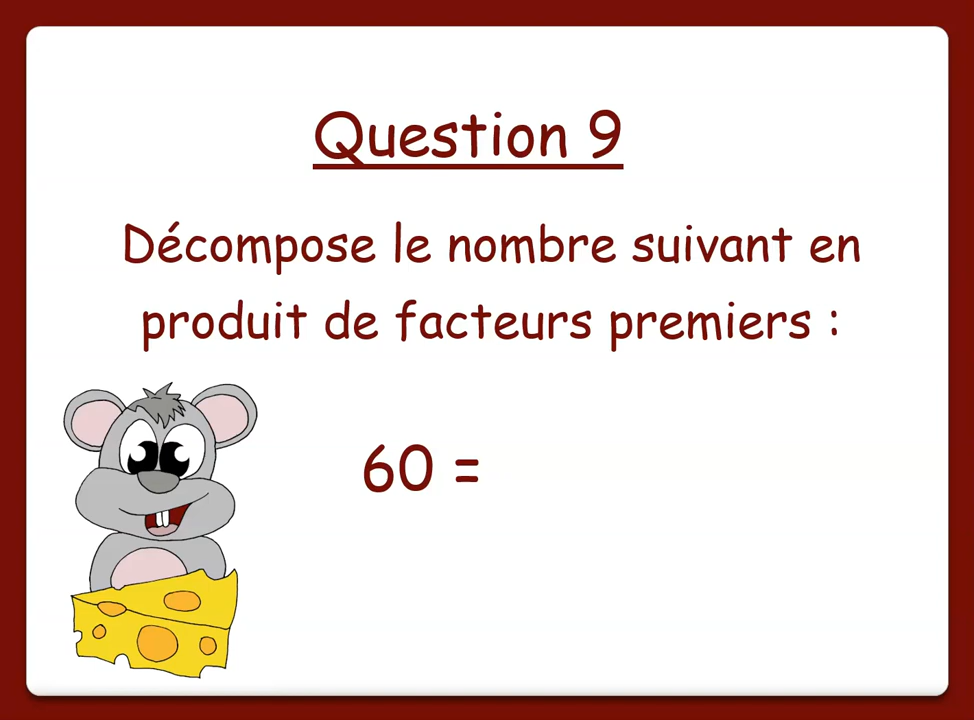 Question 9
Décompose le nombre suivant en
produit de facteurs premiers :
60 =